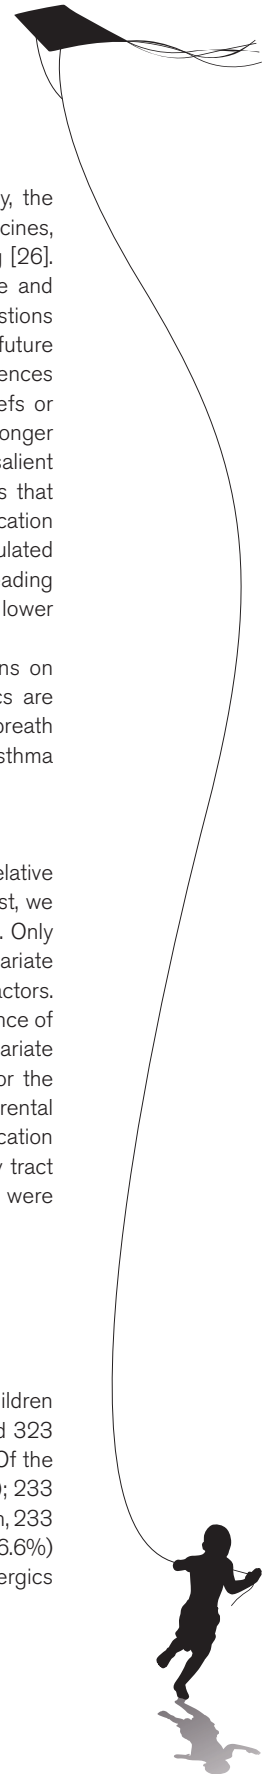 y, the
cines,
[26].
e and
stions
future
ences
efs or
onger
salient
s that
cation
ulated
ading
lower
ns on
cs are
breath
sthma
elative
st, we
. Only
ariate
actors.
nce of
ariate
or the
rental
cation
tract
were
ildren
d 323
Of the
); 233
n, 233
6.6%)
ergics